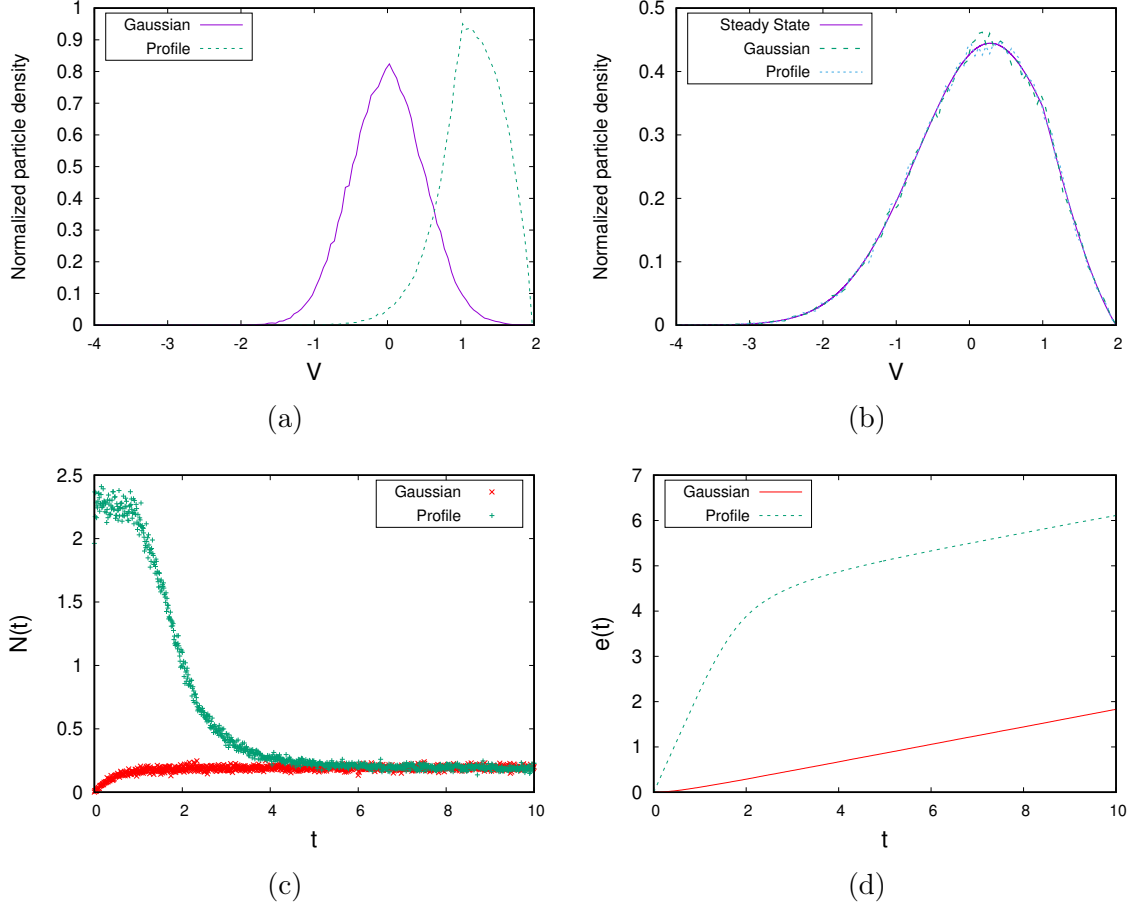 Gaussian
Profile
Normalized particle density
1
0.9
0.8
0.7
0.6
0.5
0.4
0.3
0.2
0.1
0
-4 -3 -2 -1 0 1 2
V
(a)
Steady State
Gaussian
Profile
Normalized particle density
0.5
0.4
0.3
0.2
0.1
0
-4 -3 -2 -1 0 1 2
V
(b)
Gaussian
Profile
N(t)
2.5
2
1.5
1
0.5
0
0 2 4 6 8 10
t
(c)
Gaussian
Profile
e(t)
7
6
5
4
3
2
1
0
0 2 4 6 8 10
t
(d)